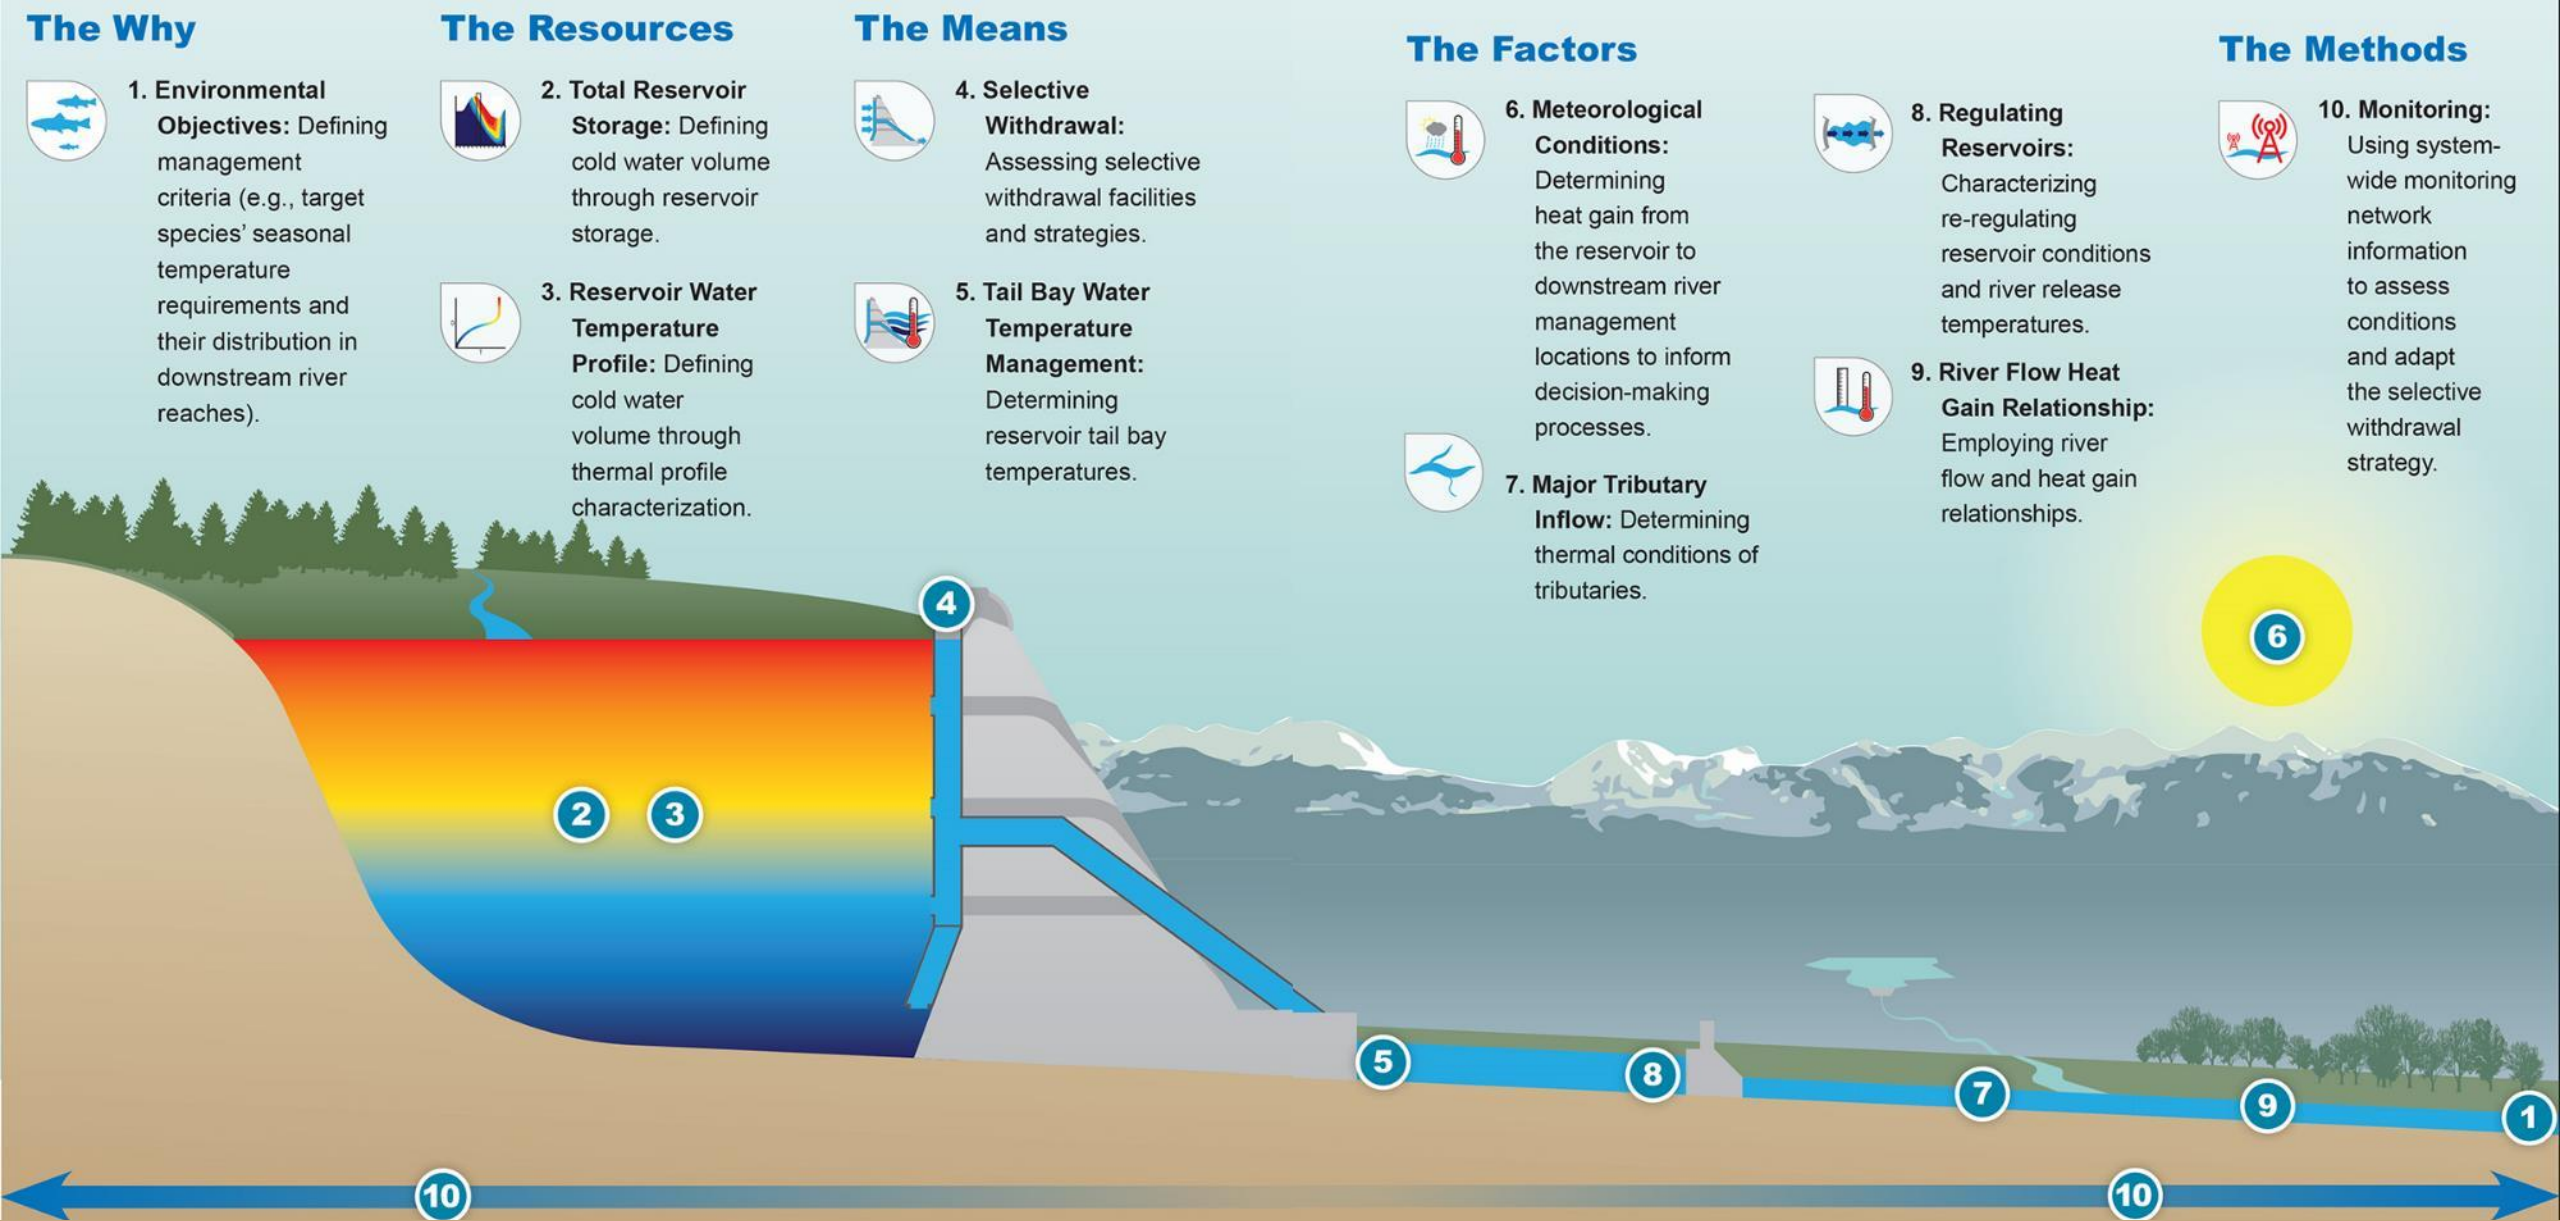 The Why
1. Environmental
Objectives: Defining
management
criteria (e.g., target
species’ seasonal
temperature
requirements and
their distribution in
downstream river
reaches).
The Resources
2. Total Reservoir
Storage: Defining
cold water volume
through reservoir
storage.
3. Reservoir Water
Temperature
Profile: Defining
cold water
volume through
thermal profile
characterization.
The Means
4. Selective
Withdrawal:
Assessing selective
withdrawal facilities
and strategies.
5. Tail Bay Water
Temperature
Management:
Determining
reservoir tail bay
temperatures.
The Factors
6. Meteorological
Conditions:
Determining
heat gain from
the reservoir to
downstream river
management
locations to inform
decision-making
processes.
7. Major Tributary
Inflow: Determining
thermal conditions of
tributaries.
8. Regulating
Reservoirs:
Characterizing
re-regulating
reservoir conditions
and river release
temperatures.
9. River Flow Heat
Gain Relationship:
Employing river
flow and heat gain
relationships.
The Methods
10. Monitoring:
Using system-
wide monitoring
network
information
to assess
conditions
and adapt
the selective
withdrawal
strategy.
4
6
2
3
5
8
7
9
1
10
10